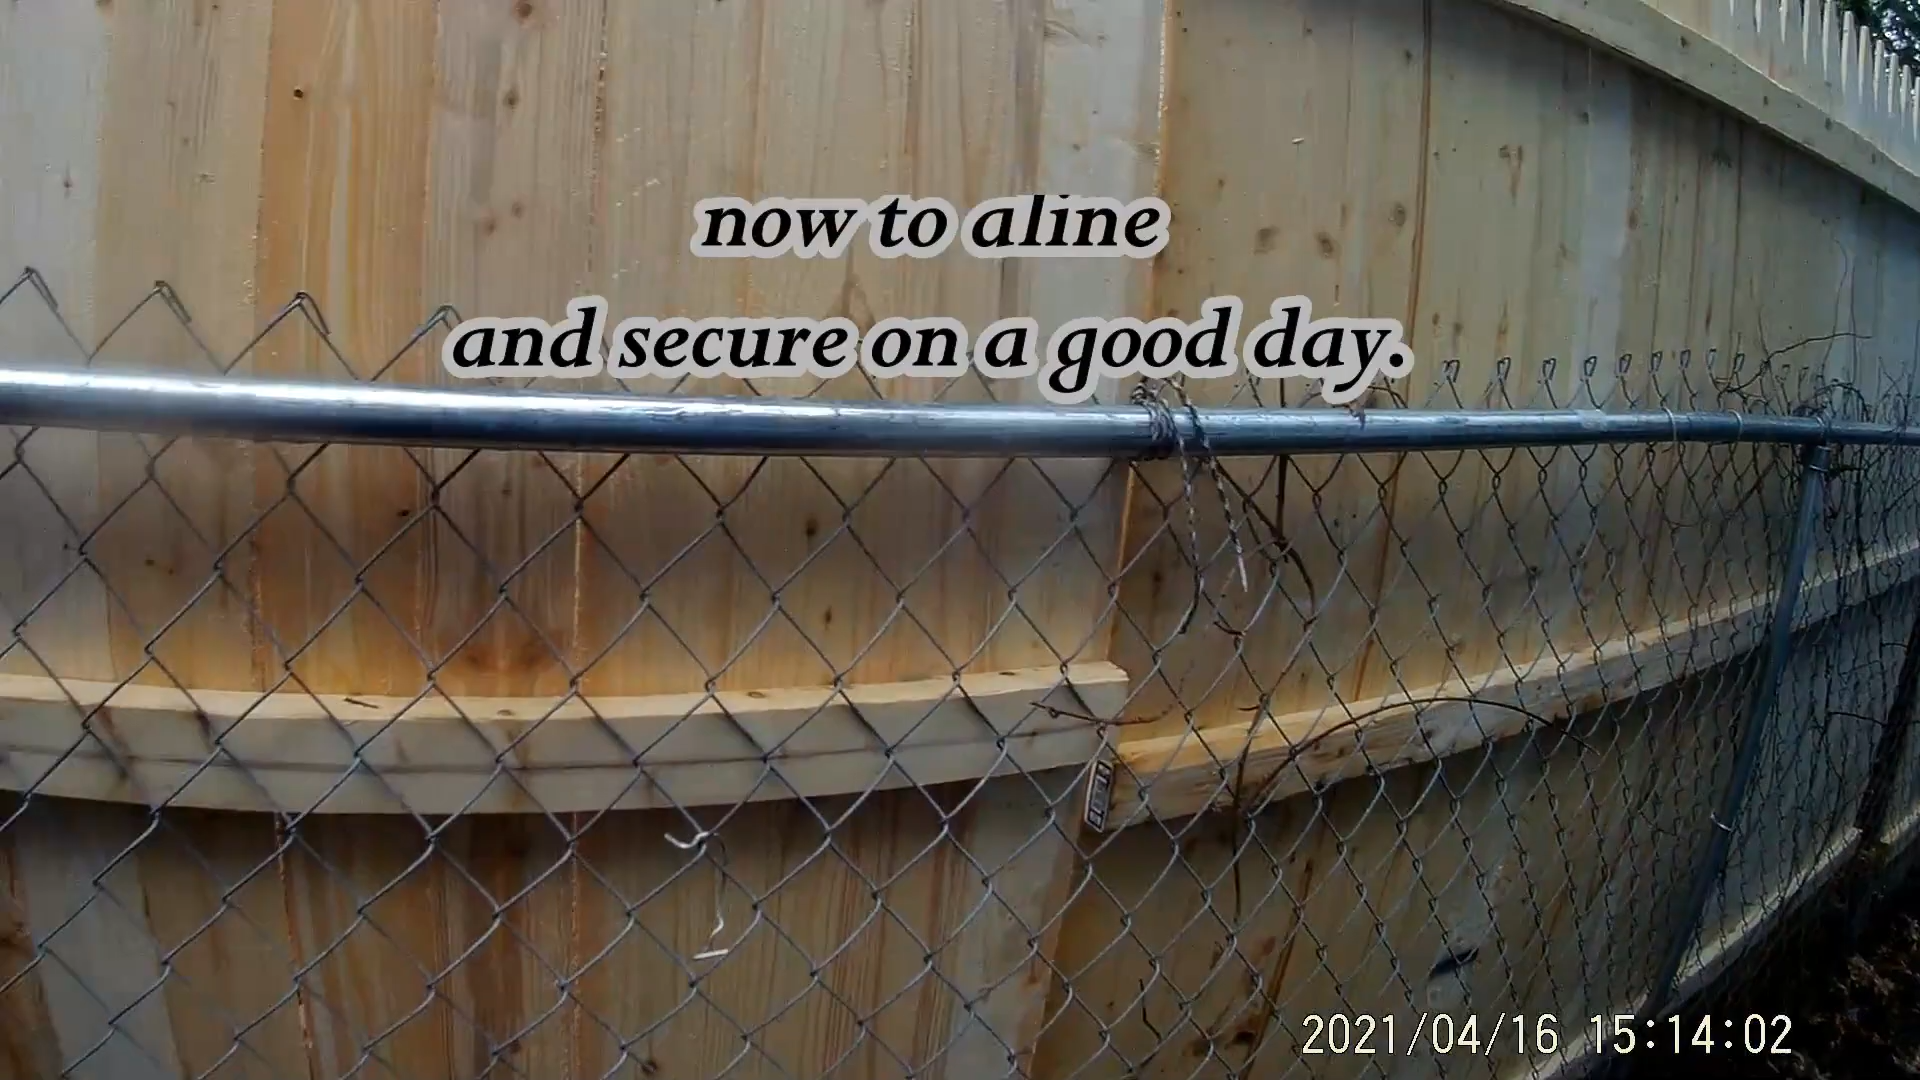 now to aline
and secure on a good day.
2021/04/16 15:14:02